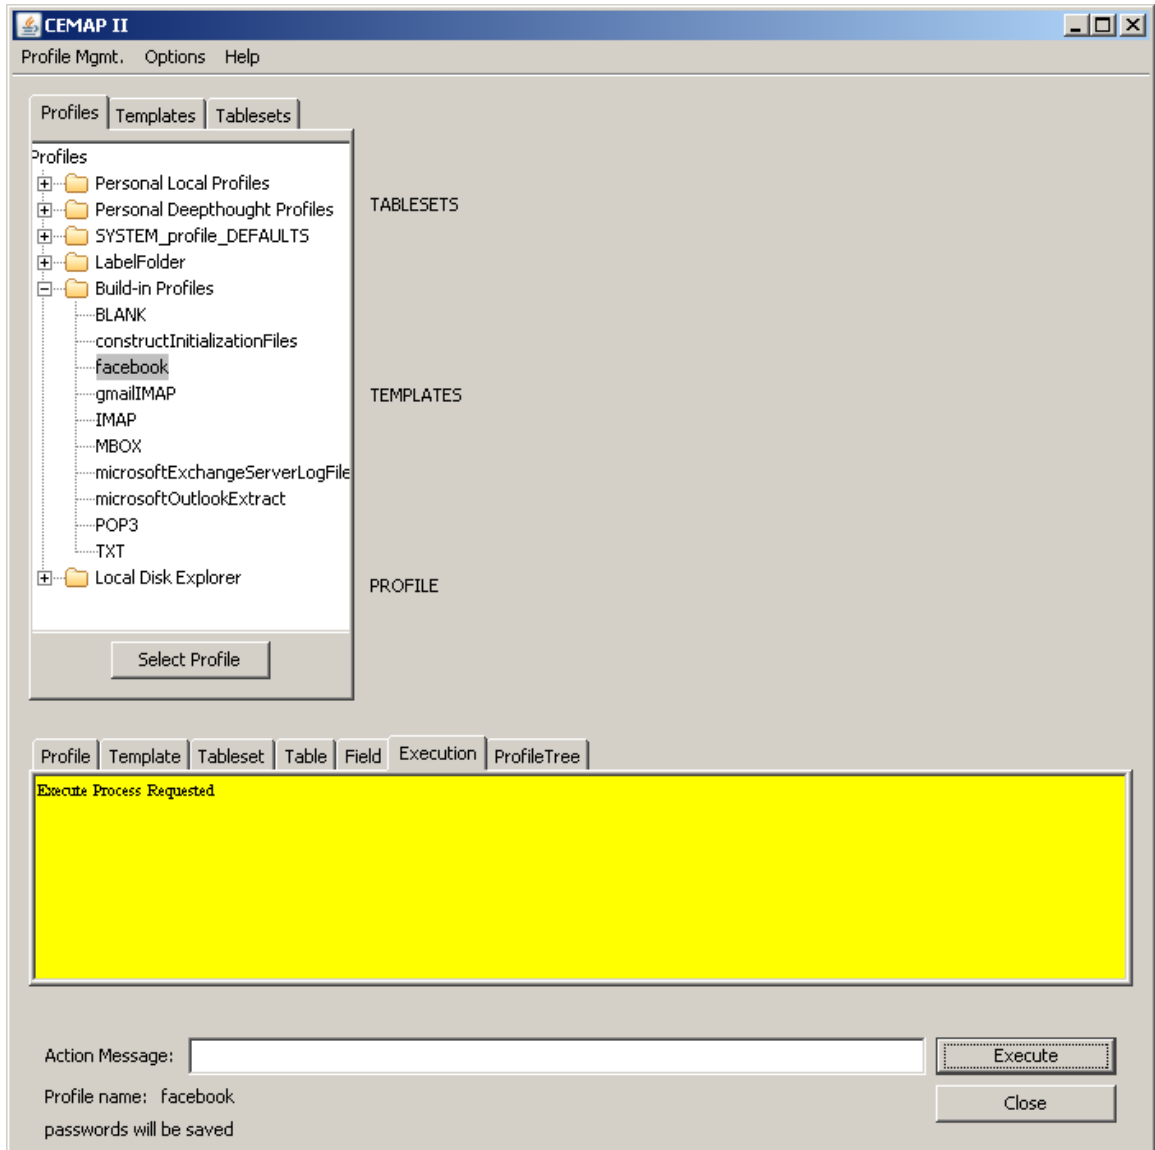 CEMAP II
Profile Mgmt. Options Help
Profiles Templates Tablesets
Profiles
Personal Local Profiles
Personal Deepthought Profiles
SYSTEM_profile_DEFAULTS
LabelFolder
Build-in Profiles
BLANK
constructInitializationFiles
facebook
gmailIMAP
IMAP
MBOX
microsoftExchangeServerLogFile
microsoftOutlookExtract
POP3
TXT
Local Disk Explorer
Select Profile
TABLESETS
TEMPLATES
PROFILE
Profile Template Tableset Table Field Execution ProfileTree
Execute Process Requested
Action Message: Execute
Profile name: facebook Close
passwords will be saved